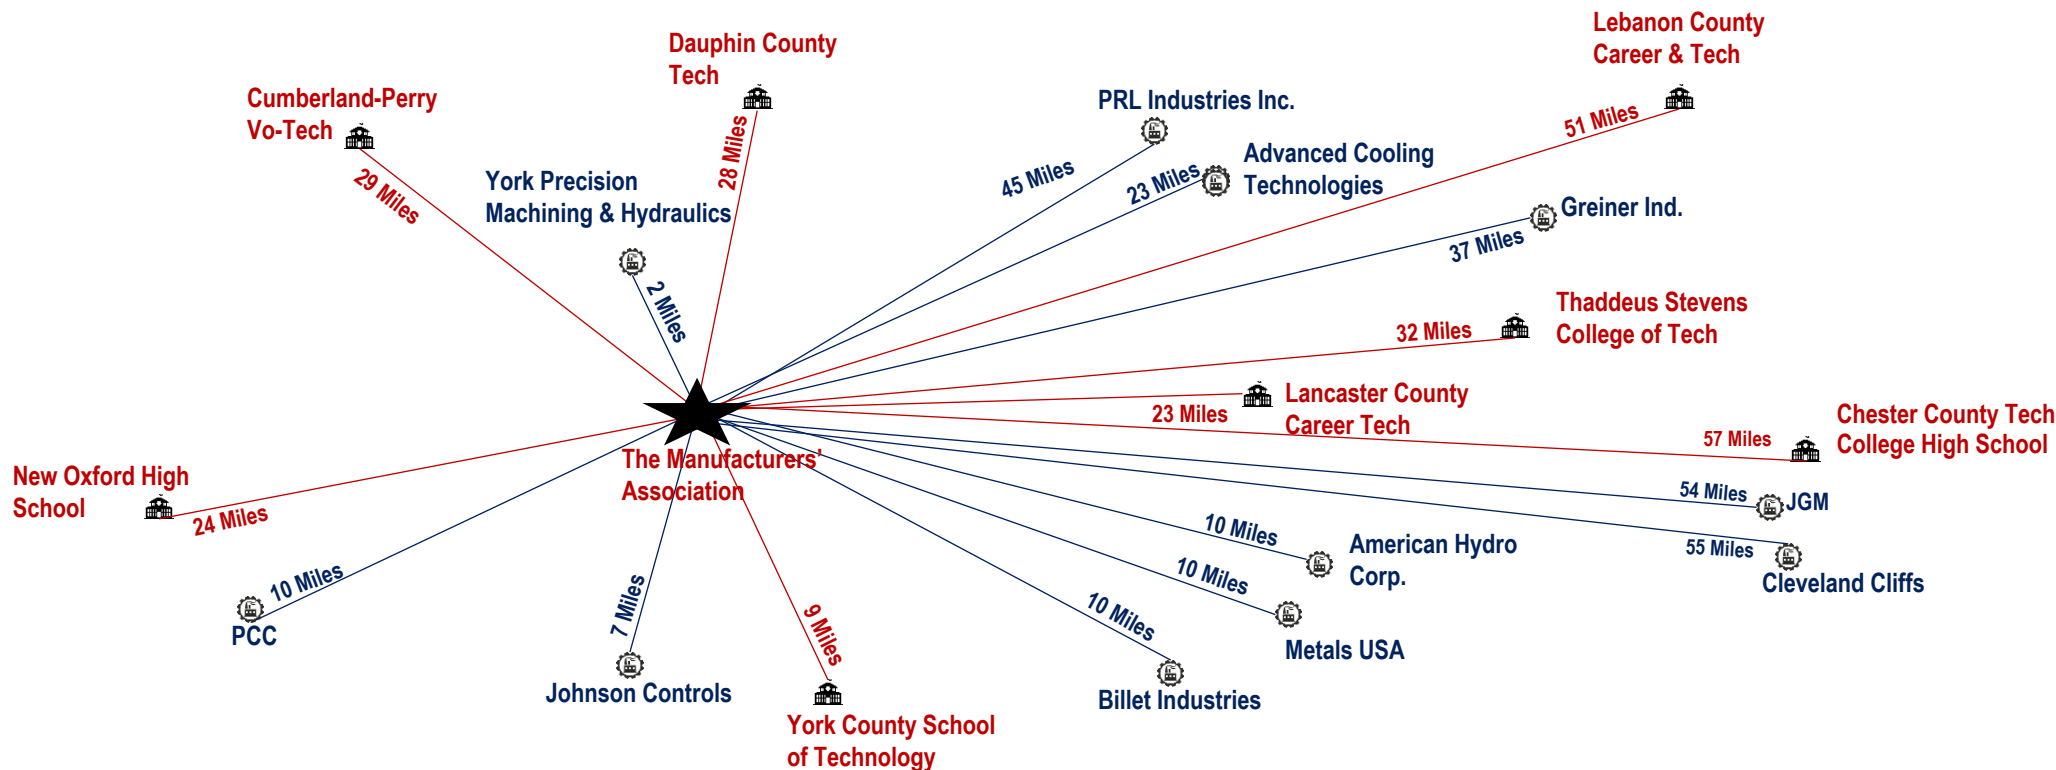 Lebanon County
Career & Tech
51 Miles
Dauphin County
Tech
28 Miles
Cumberland-Perry
Vo-Tech
29 Miles
PRL Industries Inc.
45 Miles
Advanced Cooling
Technologies
23 Miles
York Precision
Machining & Hydraulics
2 Miles
Greiner Ind.
37 Miles
Thaddeus Stevens
College of Tech
32 Miles
Lancaster County
Career Tech
23 Miles
Chester County Tech
College High School
57 Miles
The Manufacturers'
Association
New Oxford High
School
24 Miles
54 Miles
JGM
55 Miles
Cleveland Cliffs
10 Miles
American Hydro
Corp.
10 Miles
Metals USA
10 Miles
Billet Industries
10 Miles
PCC
7 Miles
Johnson Controls
9 Miles
York County School
of Technology